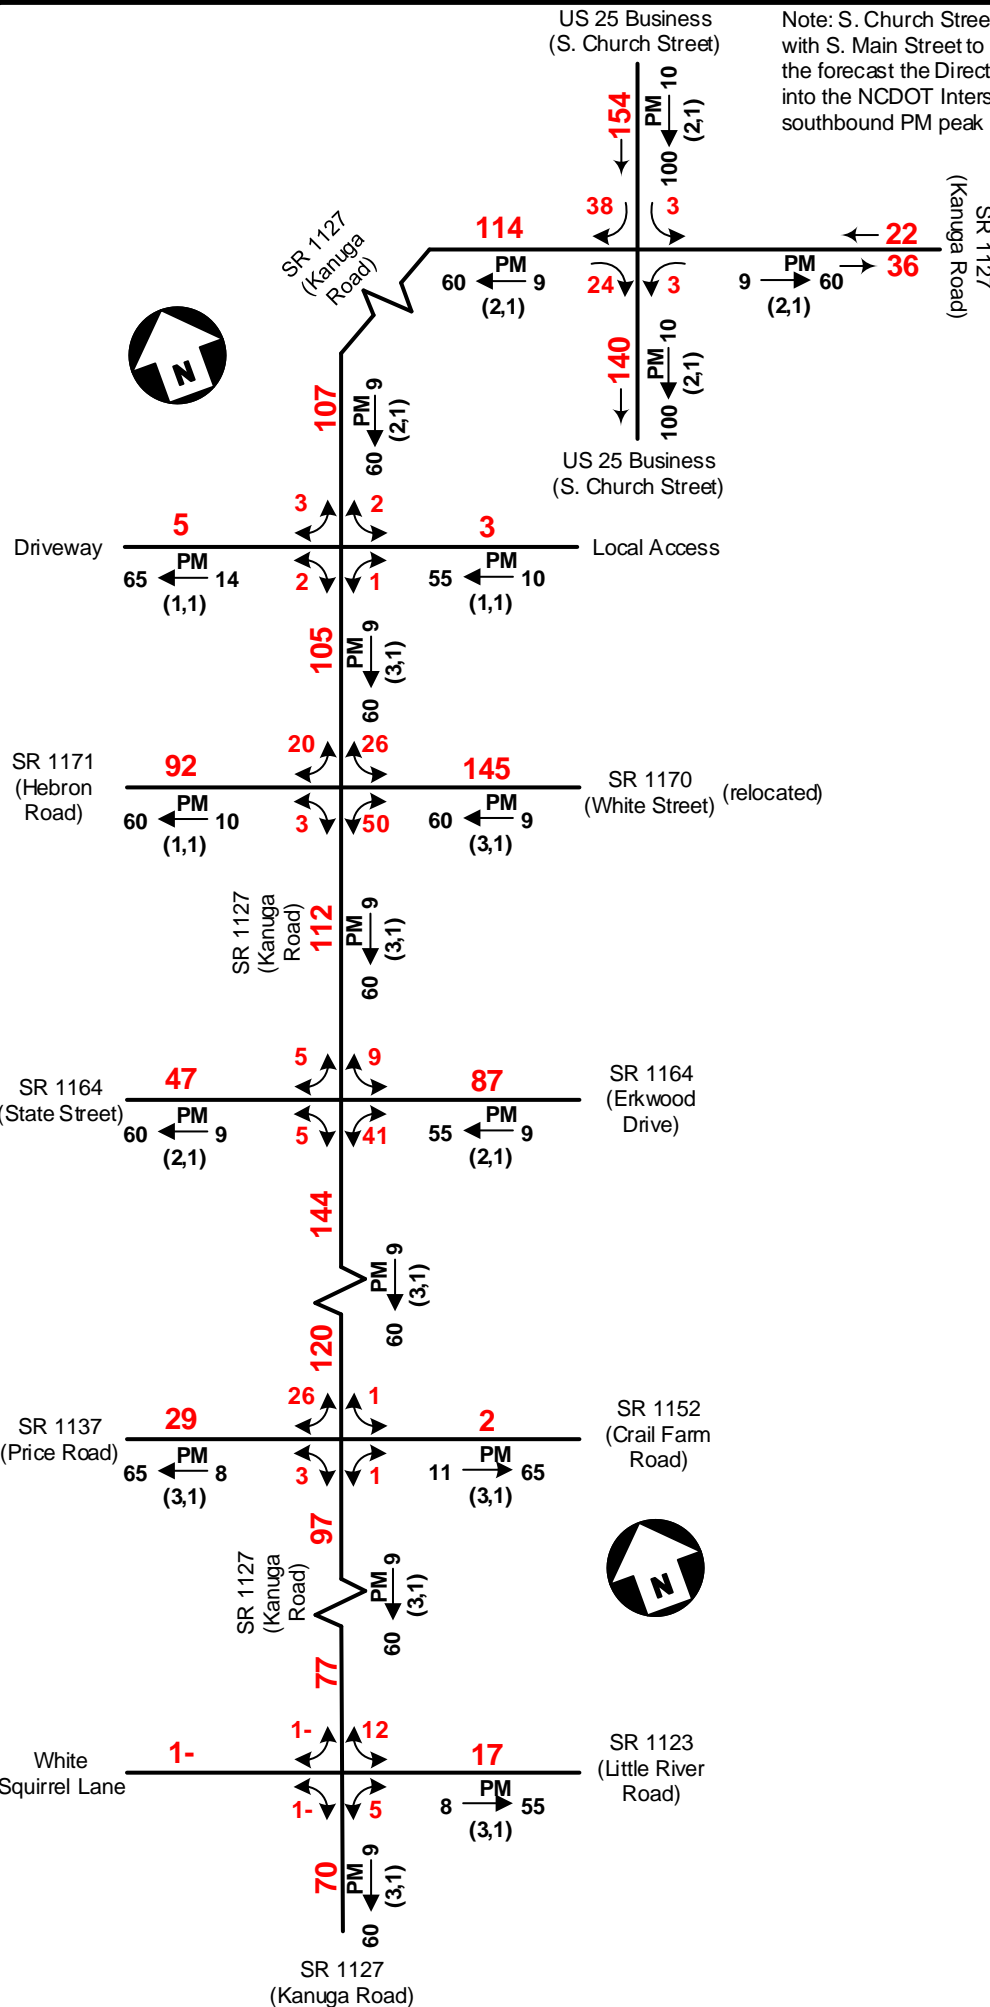 US 25 Business
(S. Church Street)
Note: S. Church Stree
with S. Main Street to
the forecast the Direct
into the NCDOT Inters
southbound PM peak
154
PM
10
100
(2,1)
38
3
SR 1127
(Kanuga Road)
22
36
114
PM
60
9
(2,1)
24
3
PM
9
60
(2,1)
SR 1127
(Kanuga
Road)
140
PM
10
100
(2,1)
US 25 Business
(S. Church Street)
N
107
PM
9
60
(2,1)
3
2
5
3
Driveway
Local Access
PM
65
14
(1,1)
2
1
PM
55
10
(1,1)
105
PM
9
60
(3,1)
20
26
SR 1171
(Hebron
Road)
92
145
SR 1170
(White Street)
(relocated)
PM
60
10
(1,1)
3
50
PM
60
9
(3,1)
SR 1127
(Kanuga
Road)
112
PM
9
60
(3,1)
5
9
SR 1164
(State Street)
47
87
SR 1164
(Erkwood
Drive)
PM
60
9
(2,1)
5
41
PM
55
9
(2,1)
144
PM
9
60
(3,1)
120
26
1
SR 1137
(Price Road)
29
2
SR 1152
(Crail Farm
Road)
PM
65
8
(3,1)
3
1
PM
11
65
(3,1)
97
SR 1127
(Kanuga
Road)
PM
9
60
(3,1)
N
77
1-
12
White
Squirrel Lane
1-
17
SR 1123
(Little River
Road)
1-
5
PM
8
55
(3,1)
70
PM
9
60
(3,1)
SR 1127
(Kanuga Road)